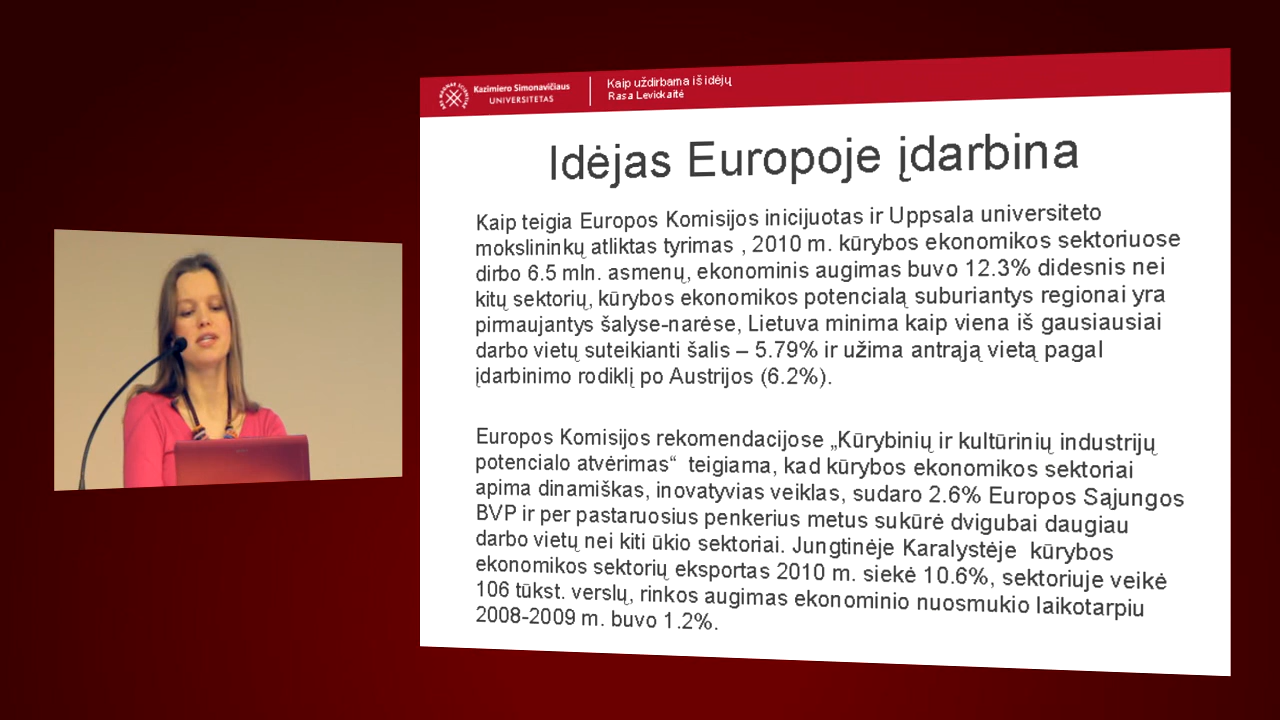 Kazimiero Simonavičiaus
UNIVERSITETAS
Kaip uždirbama iš idėjų
Rasa Levickaitė
Idėjas Europoje įdarbina
Kaip teigia Europos Komisijos inicijuotas ir Uppsala universiteto
mokslininkų atliktas tyrimas , 2010 m. kūrybos ekonomikos sektoriuose
dirbo 6.5 mln. asmenų, ekonominis augimas buvo 12.3% didesnis nei
kitų sektorių, kūrybos ekonomikos potencialą suburiantys regionai yra
pirmaujantys šalyse-narėse, Lietuva minima kaip viena iš gausiausiai
darbo vietų suteikianti šalis – 5.79% ir užima antrąją vietą pagal
įdarbinimo rodiklį po Austrijos (6.2%).
Europos Komisijos rekomendacijose „Kūrybinių ir kultūrinių industrijų
potencialo atvėrimas“ teigiama, kad kūrybos ekonomikos sektoriai
apima dinamiškas, inovatyvias veiklas, sudaro 2.6% Europos Sąjungos
BVP ir per pastaruosius penkerius metus sukūrė dvigubai daugiau
darbo vietų nei kiti ūkio sektoriai. Jungtinėje Karalystėje kūrybos
ekonomikos sektorių eksportas 2010 m. siekė 10.6%, sektoriuje veikė
106 tūkst. verslų, rinkos augimas ekonominio nuosmukio laikotarpiu
2008-2009 m. buvo 1.2%.